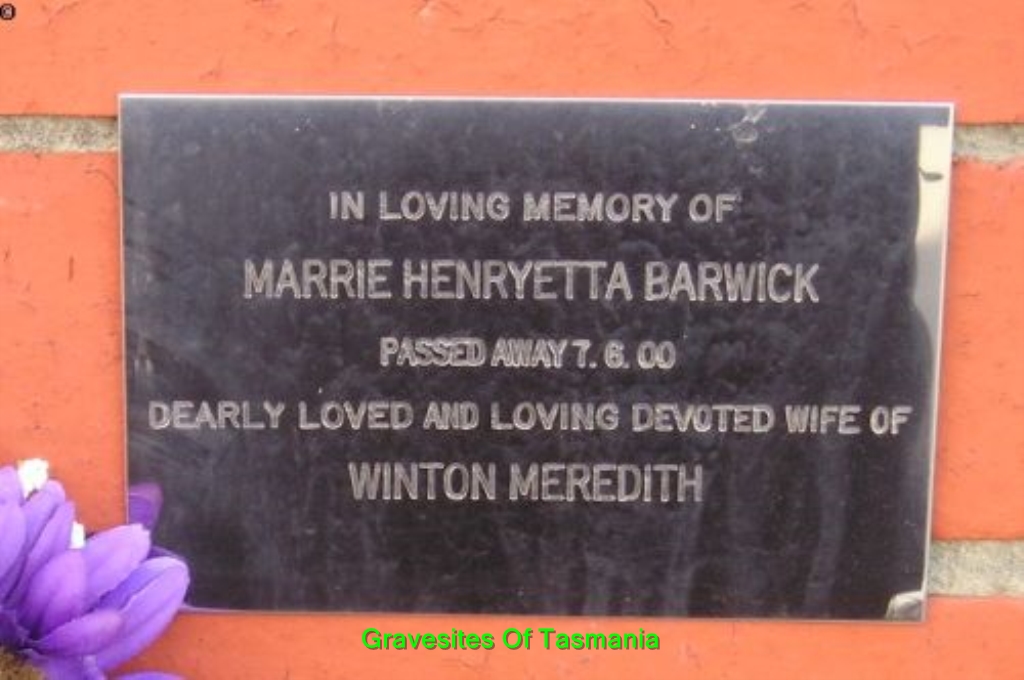 IN LOVING MEMORY OF
MARRIE HENRYETTA BARWICK
PASSED AWAY 7. 6. 00
DEARLY LOVED AND LOVING DEVOTED WIFE OF
WINTON MEREDITH
Gravesites Of Tasmania